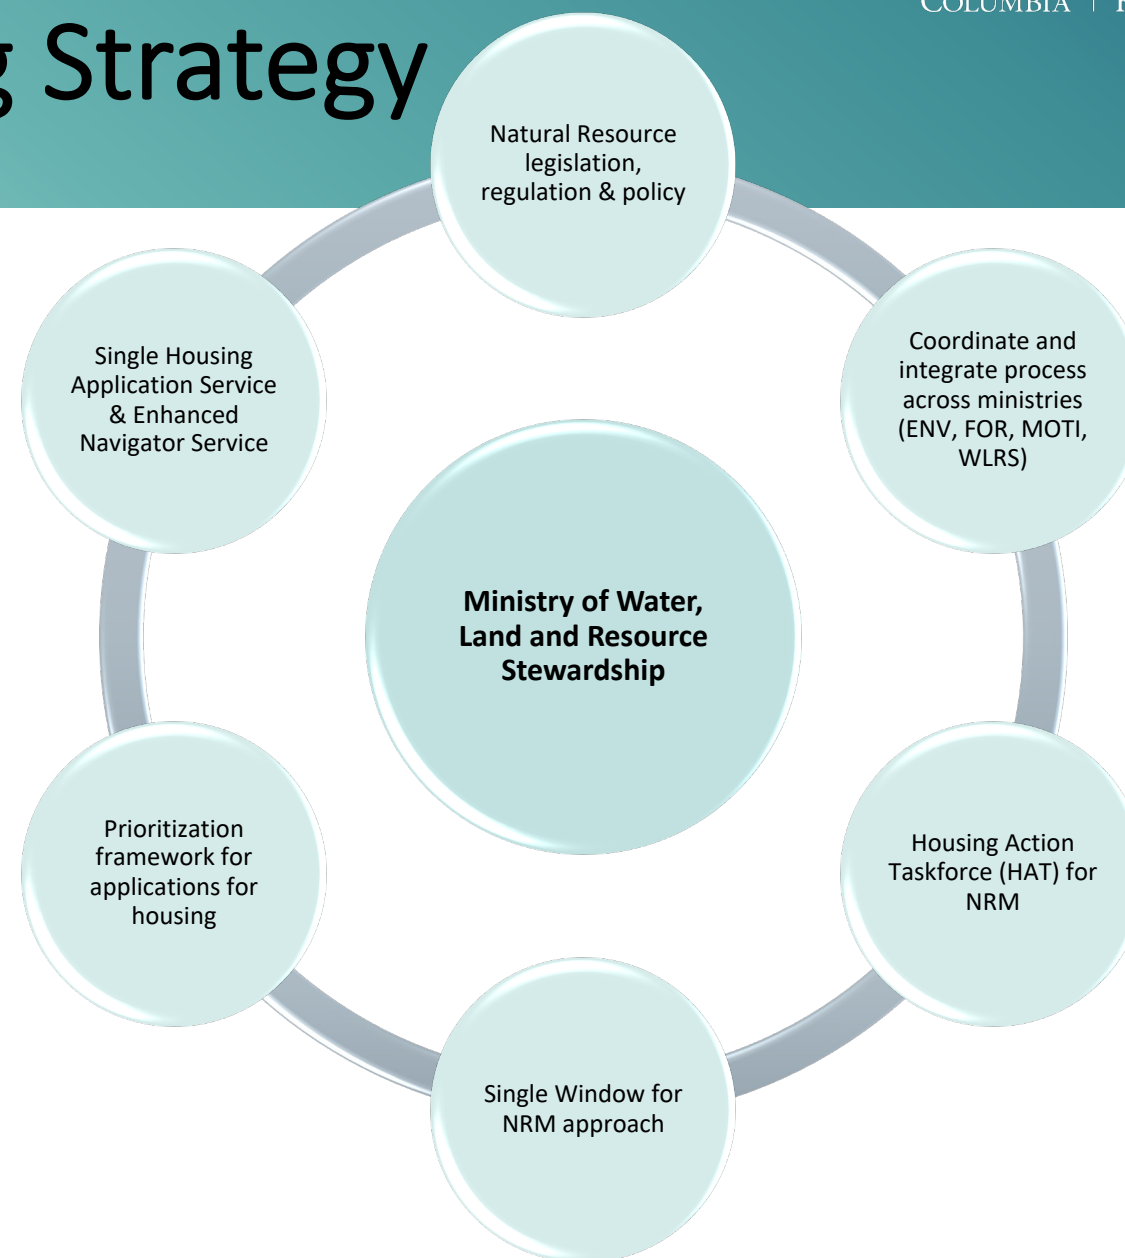 COLUMBIA
g Strategy
Natural Resource
legislation,
regulation & policy
Coordinate and
integrate process
across ministries
(ENV, FOR, MOTI,
WLRS)
Housing Action
Taskforce (HAT) for
NRM
Single Window for
NRM approach
Prioritization
framework for
applications for
housing
Single Housing
Application Service
& Enhanced
Navigator Service
Ministry of Water,
Land and Resource
Stewardship